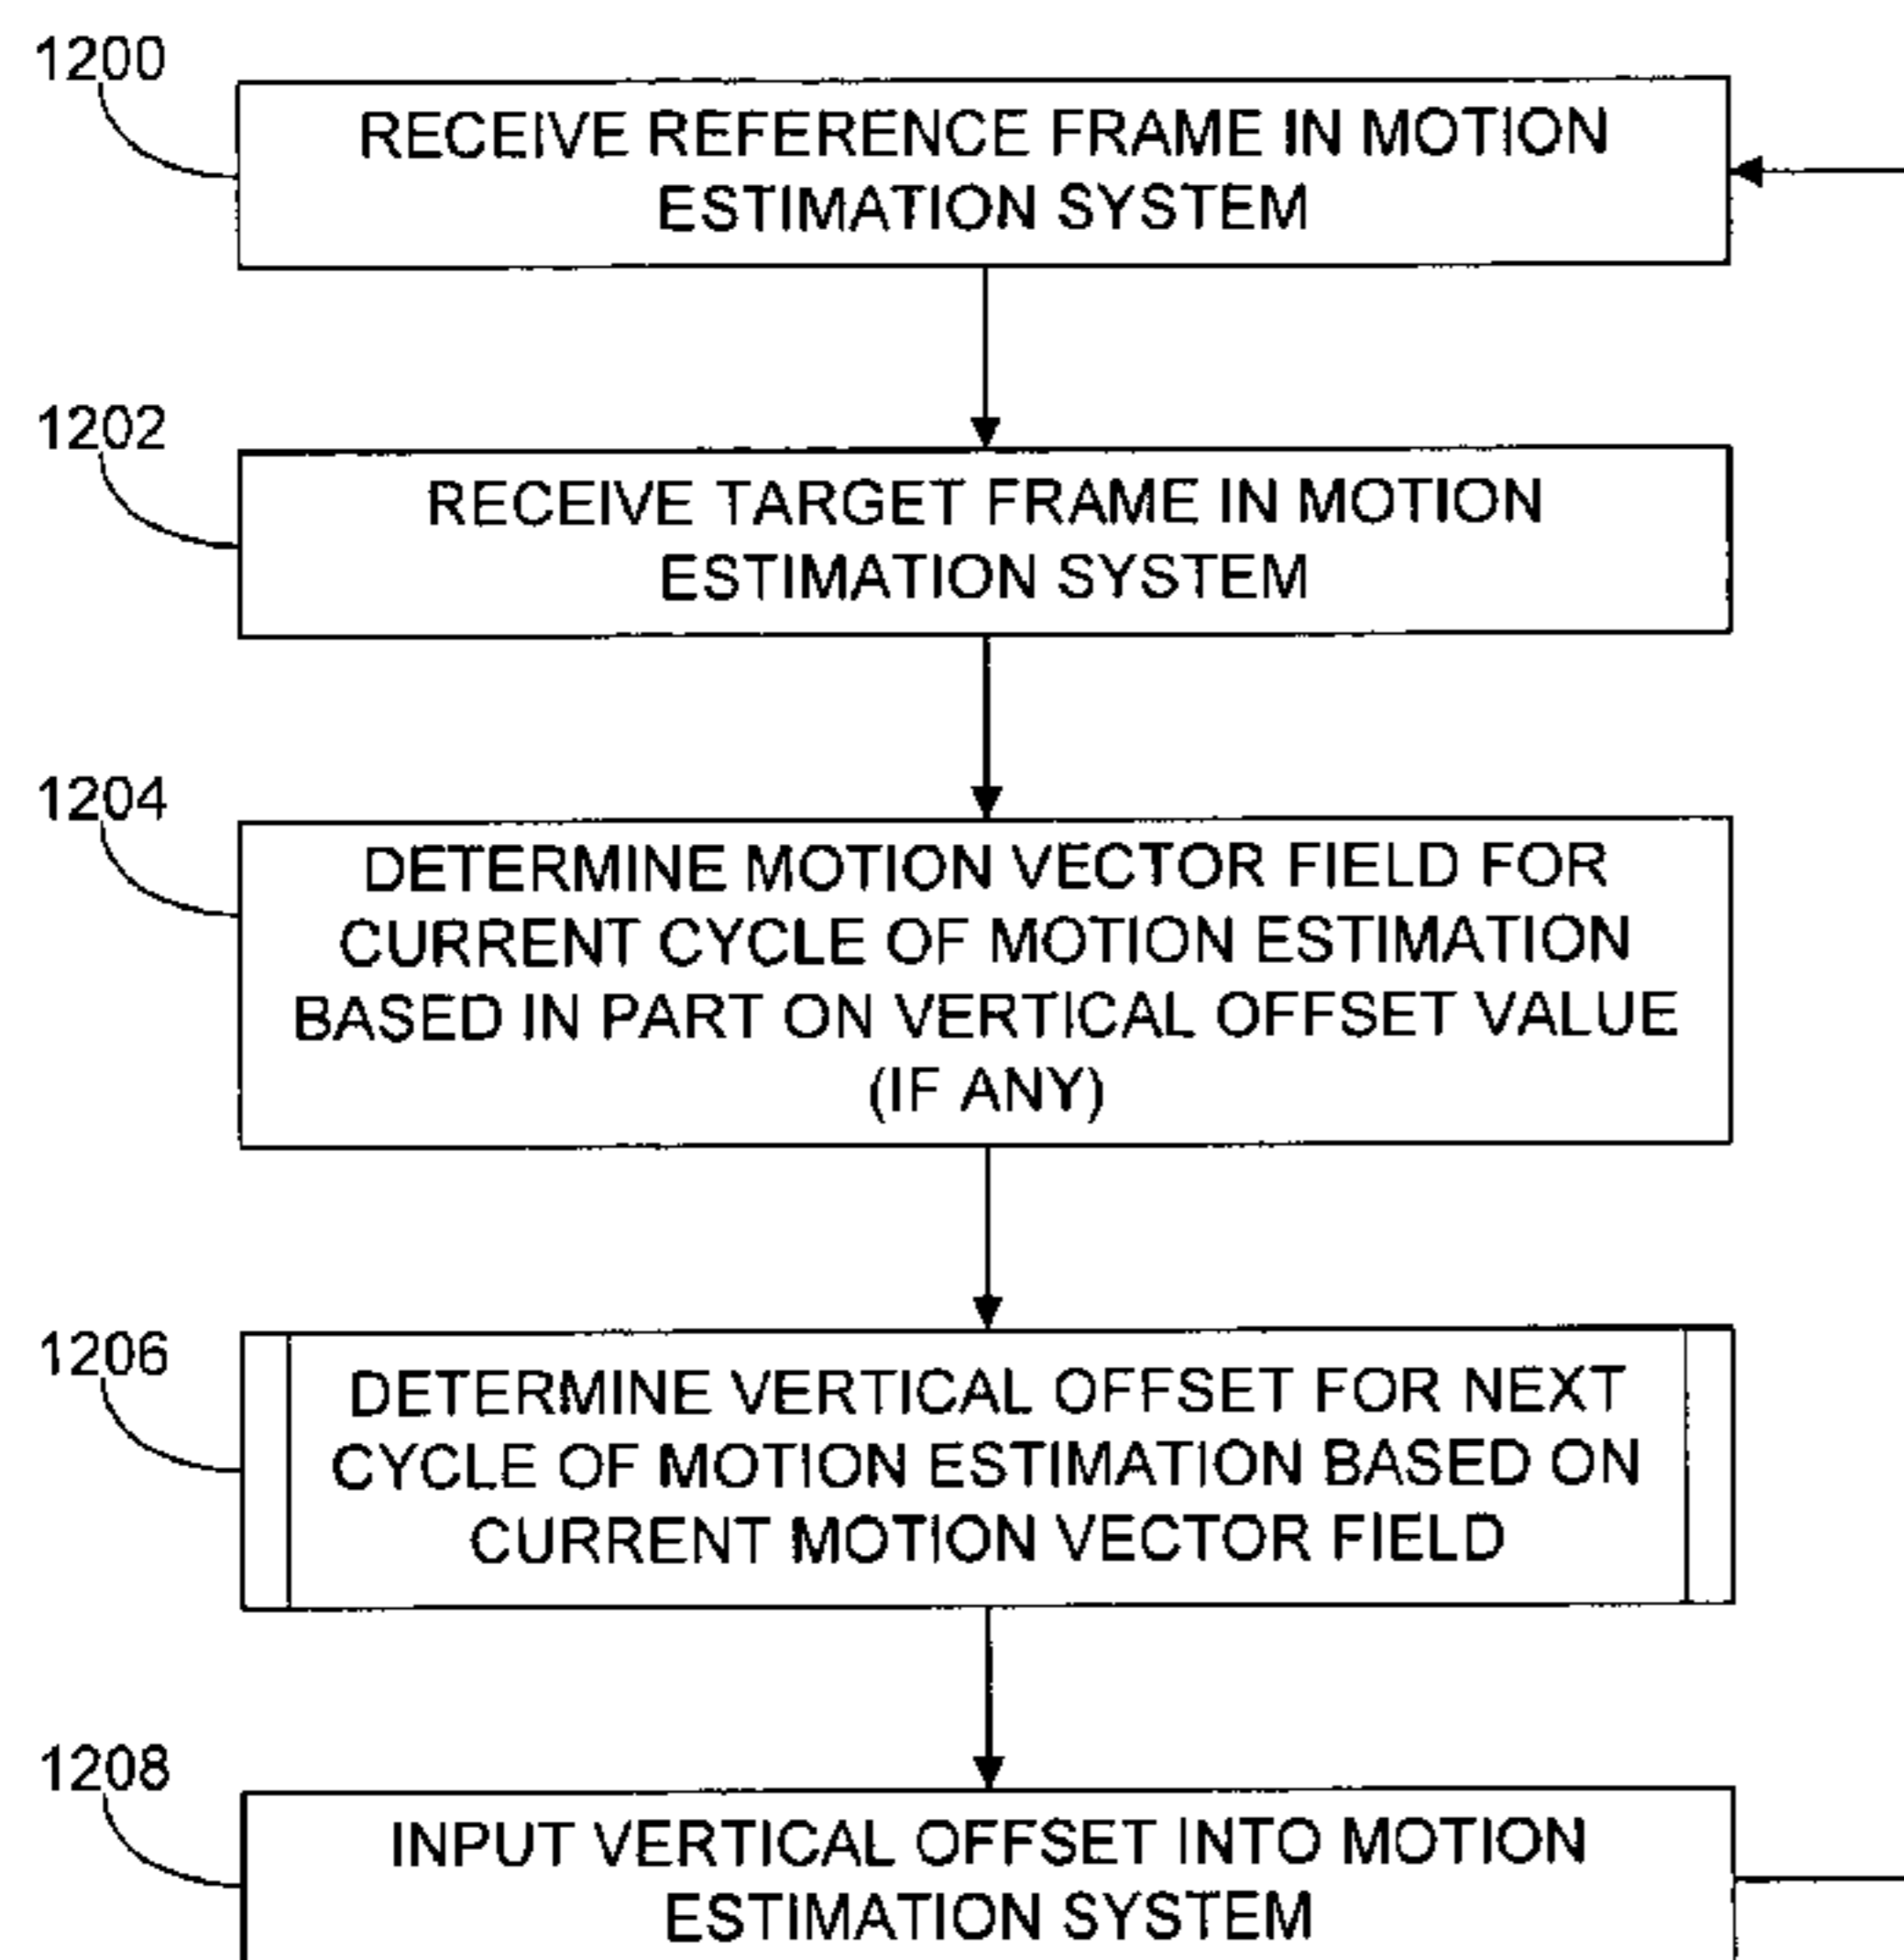 1200
RECEIVE REFERENCE FRAME IN MOTION
ESTIMATION SYSTEM
1202
RECEIVE TARGET FRAME IN MOTION
ESTIMATION SYSTEM
1204
DETERMINE MOTION VECTOR FIELD FOR
CURRENT CYCLE OF MOTION ESTIMATION
BASED IN PART ON VERTICAL OFFSET VALUE
(IF ANY)
1206
DETERMINE VERTICAL OFFSET FOR NEXT
CYCLE OF MOTION ESTIMATION BASED ON
CURRENT MOTION VECTOR FIELD
1208
INPUT VERTICAL OFFSET INTO MOTION
ESTIMATION SYSTEM